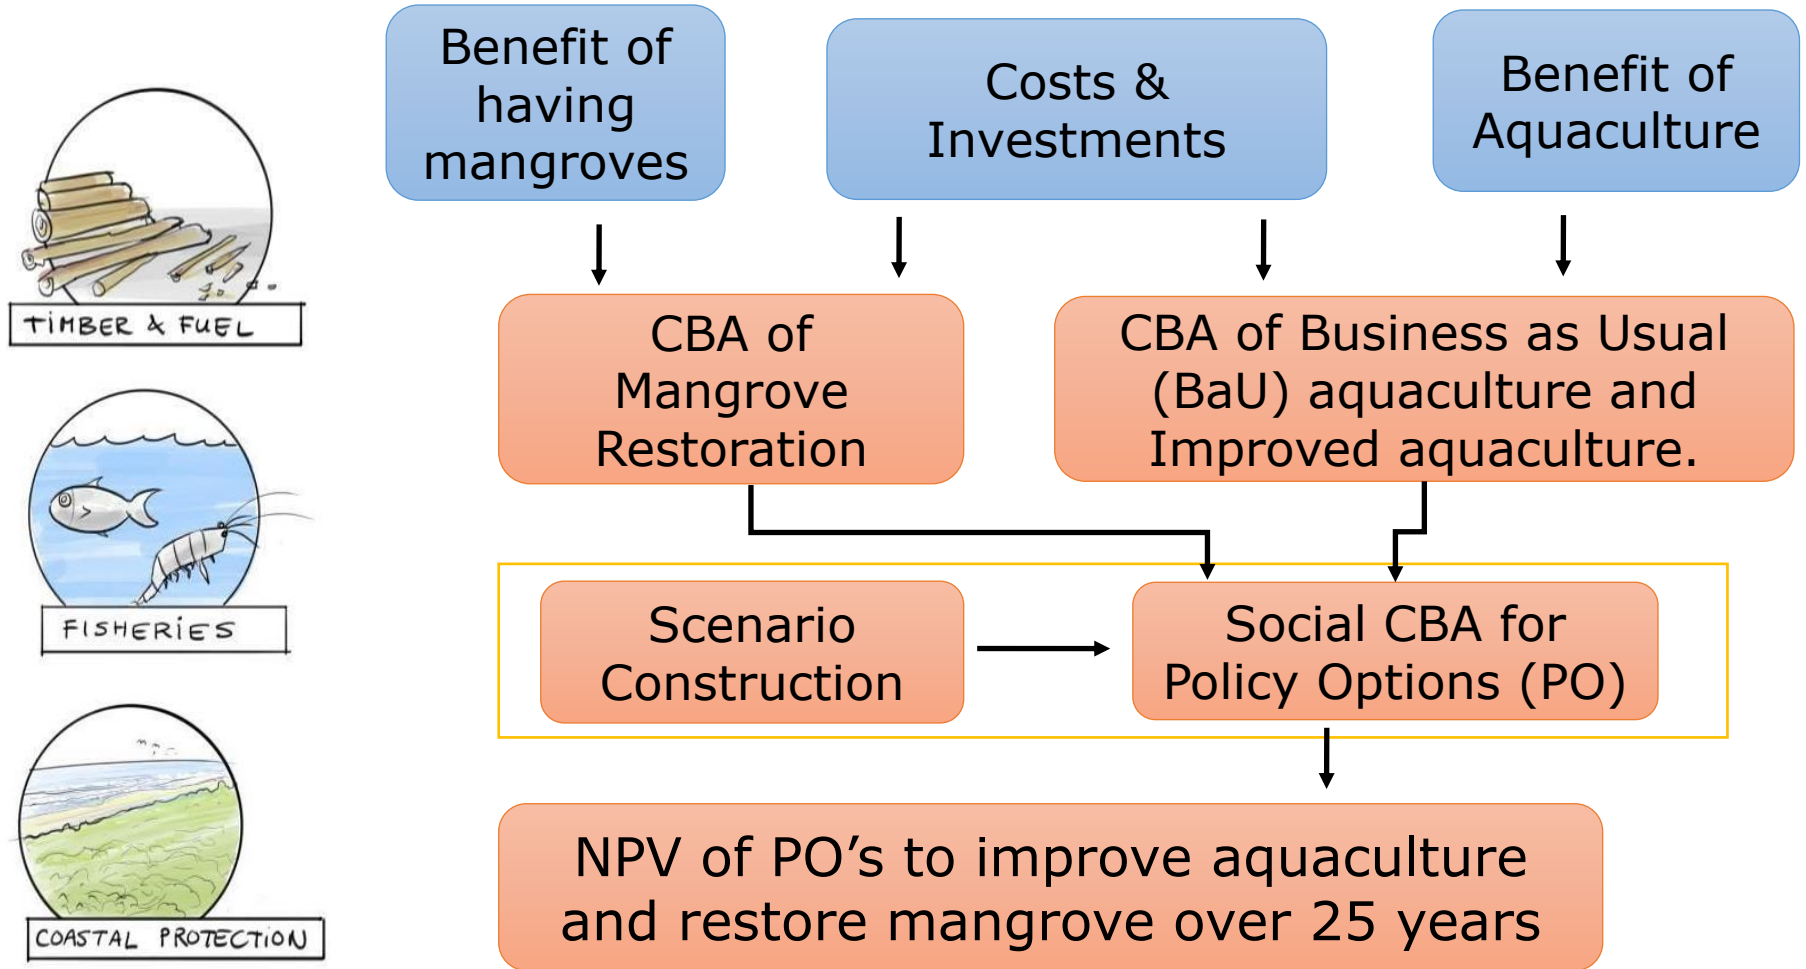 Benefit of
having
mangroves
Costs &
Investments
Benefit of
Aquaculture
TIMBER & FUEL
CBA of
Mangrove
Restoration
CBA of Business as Usual
(BaU) aquaculture and
Improved aquaculture.
FISHERIES
Scenario
Construction
Social CBA for
Policy Options (PO)
COASTAL PROTECTION
NPV of PO’s to improve aquaculture
and restore mangrove over 25 years